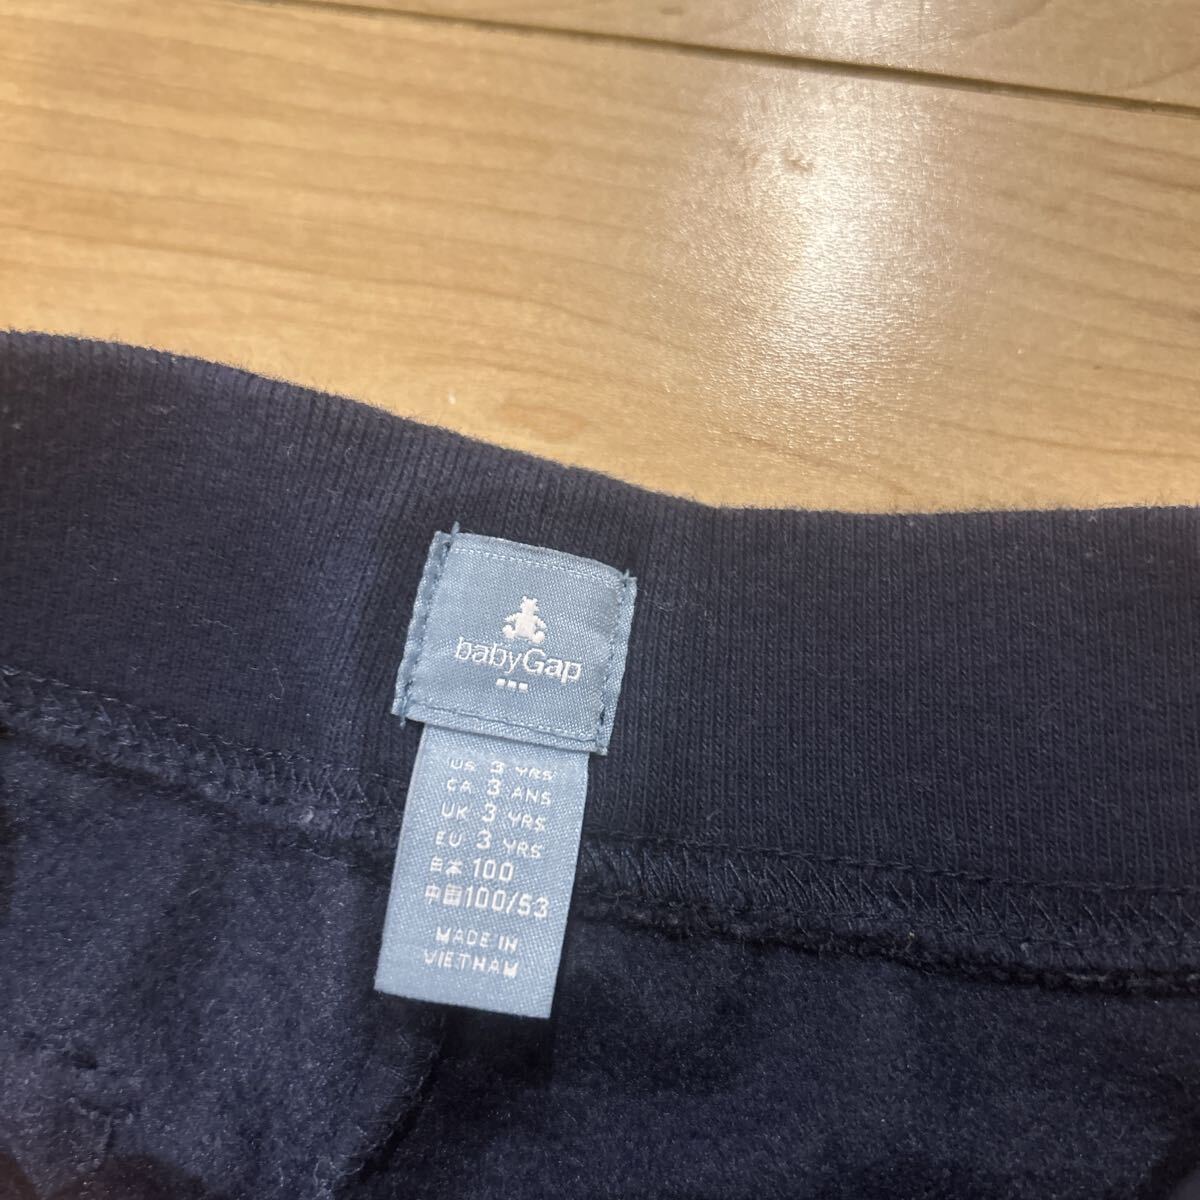 babyGap
US 3 YRS
CA 3 ANS
UK 3 YRS
EU 3 YRS
日本 100
中国 100/53
MADE IN
VIETNAM